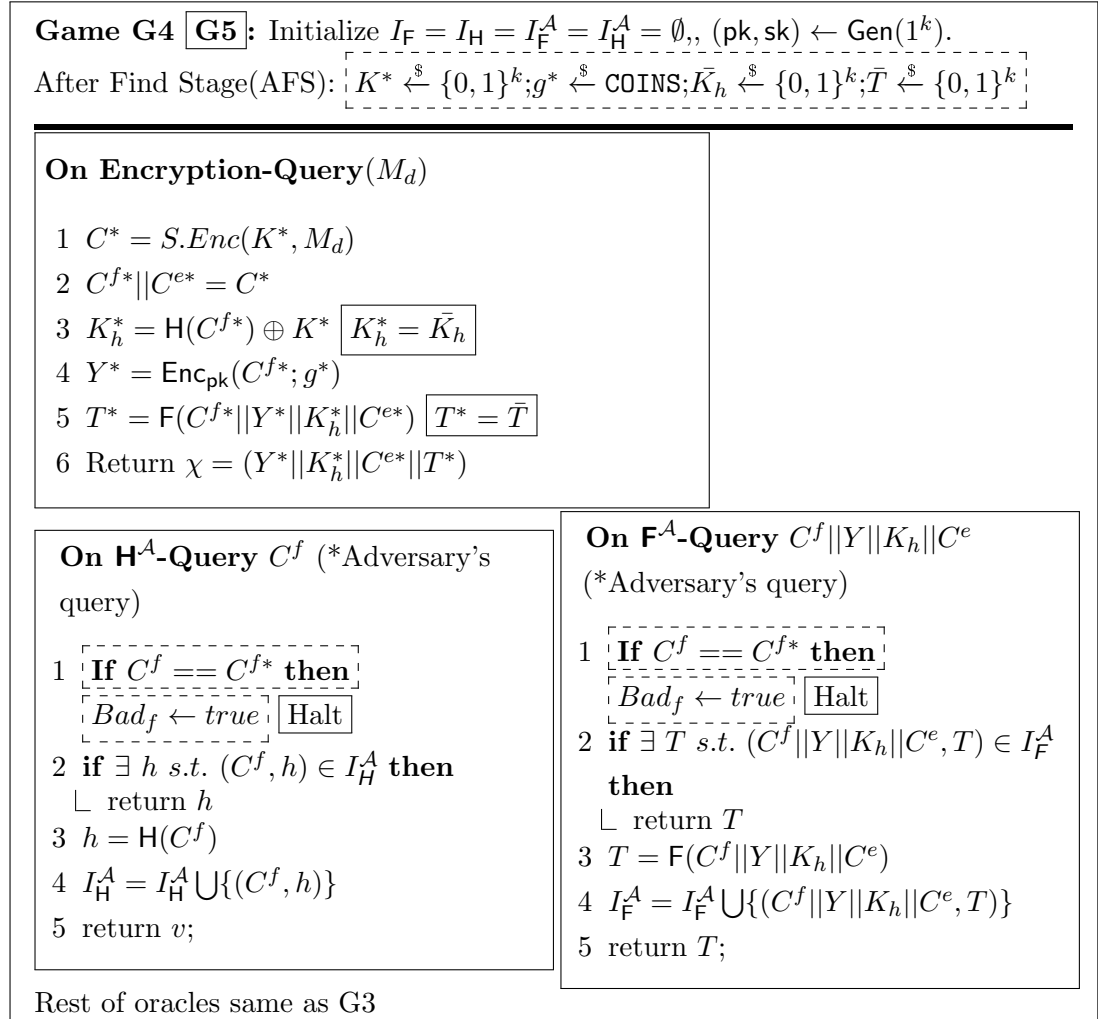 Game G4 G5 : Initialize I_F = I_H = I_F^𝒜 = I_H^𝒜 = ∅,, (pk, sk) ← Gen(1^k).
After Find Stage(AFS): K* ←$ {0, 1}^k;g* ←$ COINS;K̄_h ←$ {0, 1}^k;T̄ ←$ {0, 1}^k
On Encryption-Query(M_d)
1 C* = S.Enc(K*, M_d)
2 C^{f*}||C^{e*} = C*
3 K_h* = H(C^{f*}) ⊕ K* K_h* = K̄_h
4 Y* = Enc_pk(C^{f*}; g*)
5 T* = F(C^{f*}||Y*||K_h*||C^{e*}) T* = T̄
6 Return χ = (Y*||K_h*||C^{e*}||T*)
On H^𝒜-Query C^f (*Adversary's
query)
1 If C^f == C^{f*} then
Bad_f ← true Halt
2 if ∃ h s.t. (C^f, h) ∈ I_H^𝒜 then
return h
3 h = H(C^f)
4 I_H^𝒜 = I_H^𝒜 ⋃{(C^f, h)}
5 return v;
On F^𝒜-Query C^f||Y||K_h||C^e
(*Adversary's query)
1 If C^f == C^{f*} then
Bad_f ← true Halt
2 if ∃ T s.t. (C^f||Y||K_h||C^e, T) ∈ I_F^𝒜
then
return T
3 T = F(C^f||Y||K_h||C^e)
4 I_F^𝒜 = I_F^𝒜 ⋃{(C^f||Y||K_h||C^e, T)}
5 return T;
Rest of oracles same as G3